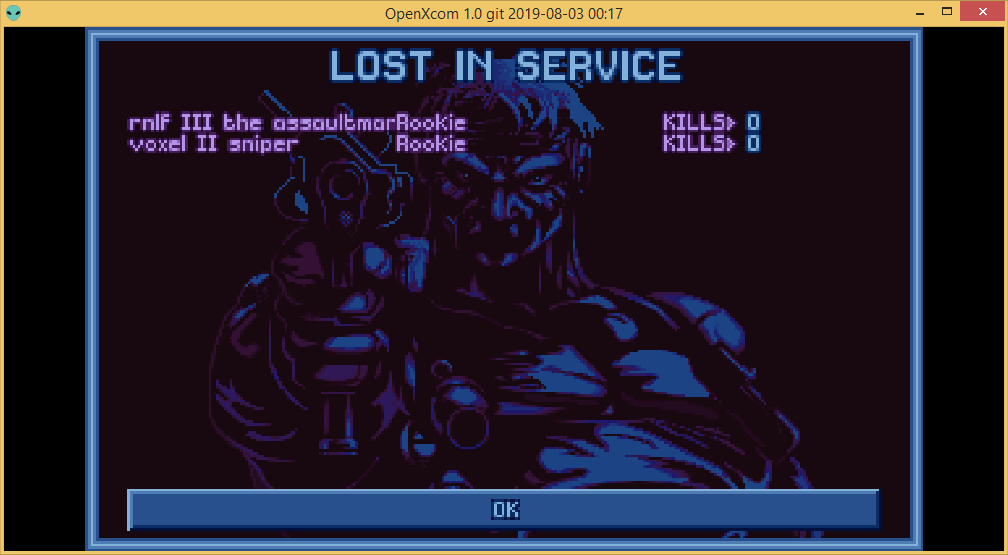 OpenXcom 1.0 git 2019-08-03 00:17
LOST IN SERVICE
rnlf III the assaultmarRookie KILLS> 0
voxel II sniper Rookie KILLS> 0
OK